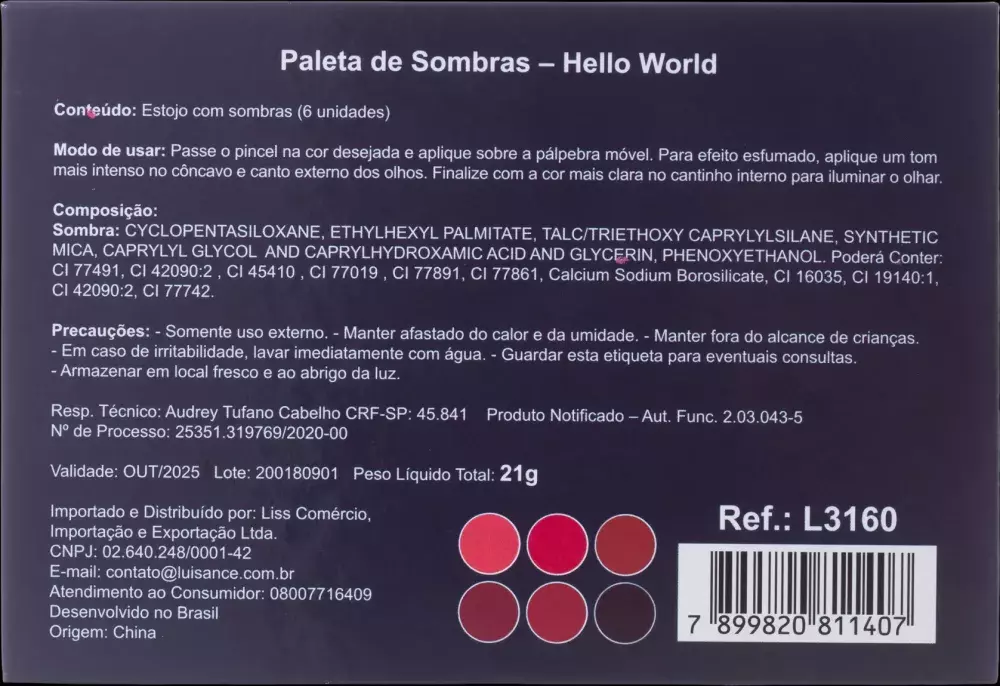 Paleta de Sombras – Hello World
Conteúdo: Estojo com sombras (6 unidades)
Modo de usar: Passe o pincel na cor desejada e aplique sobre a pálpebra móvel. Para efeito esfumado, aplique um tom
mais intenso no côncavo e canto externo dos olhos. Finalize com a cor mais clara no cantinho interno para iluminar o olhar.
Composição:
Sombra: CYCLOPENTASILOXANE, ETHYLHEXYL PALMITATE, TALC/TRIETHOXY CAPRYLYLSILANE, SYNTHETIC
MICA, CAPRYLYL GLYCOL AND CAPRYLHYDROXAMIC ACID AND GLYCERIN, PHENOXYETHANOL. Poderá Conter:
CI 77491, CI 42090:2 , CI 45410 , CI 77019 , CI 77891, CI 77861, Calcium Sodium Borosilicate, CI 16035, CI 19140:1,
CI 42090:2, CI 77742.
Precauções: - Somente uso externo. - Manter afastado do calor e da umidade. - Manter fora do alcance de crianças.
- Em caso de irritabilidade, lavar imediatamente com água. - Guardar esta etiqueta para eventuais consultas.
- Armazenar em local fresco e ao abrigo da luz.
Resp. Técnico: Audrey Tufano Cabelho CRF-SP: 45.841 Produto Notificado – Aut. Func. 2.03.043-5
Nº de Processo: 25351.319769/2020-00
Validade: OUT/2025 Lote: 200180901 Peso Líquido Total: 21g
Importado e Distribuído por: Liss Comércio,
Importação e Exportação Ltda.
CNPJ: 02.640.248/0001-42
E-mail: contato@luisance.com.br
Atendimento ao Consumidor: 08007716409
Desenvolvido no Brasil
Origem: China
Ref.: L3160
7 899820 811407